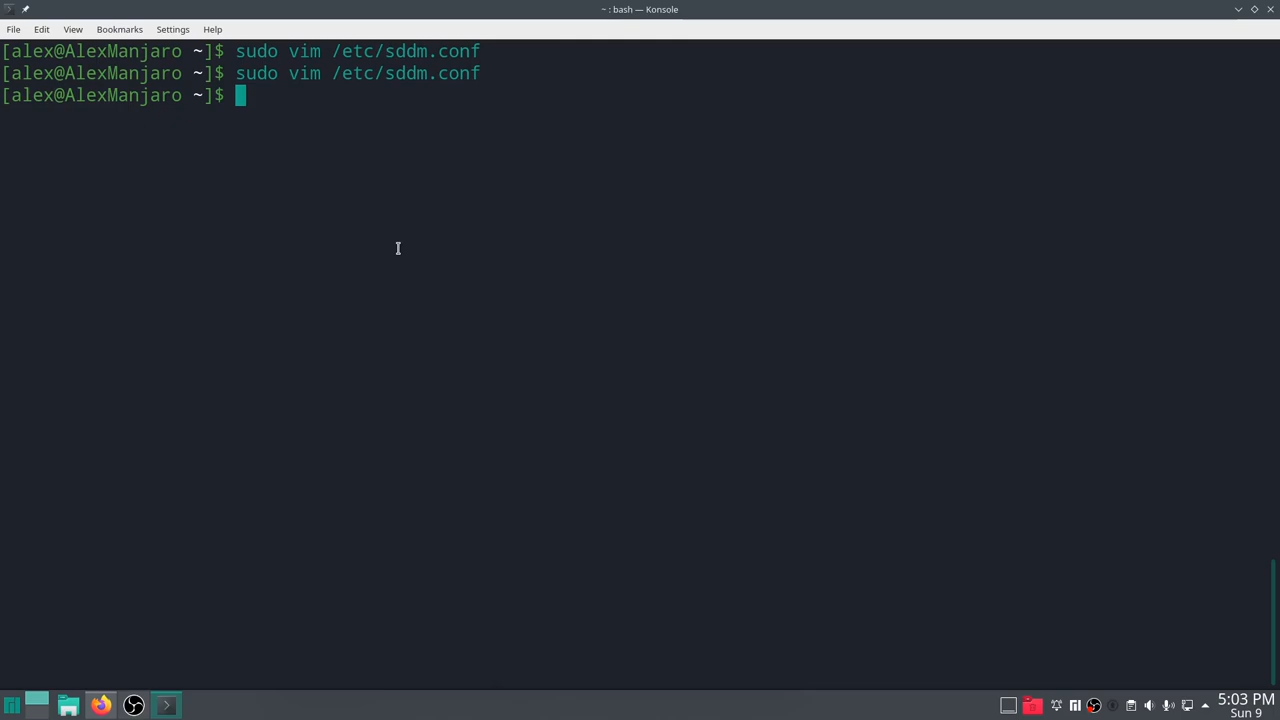 ~ : bash — Konsole
File Edit View Bookmarks Settings Help
[alex@AlexManjaro ~]$ sudo vim /etc/sddm.conf
[alex@AlexManjaro ~]$ sudo vim /etc/sddm.conf
[alex@AlexManjaro ~]$
5:03 PM
Sun 9